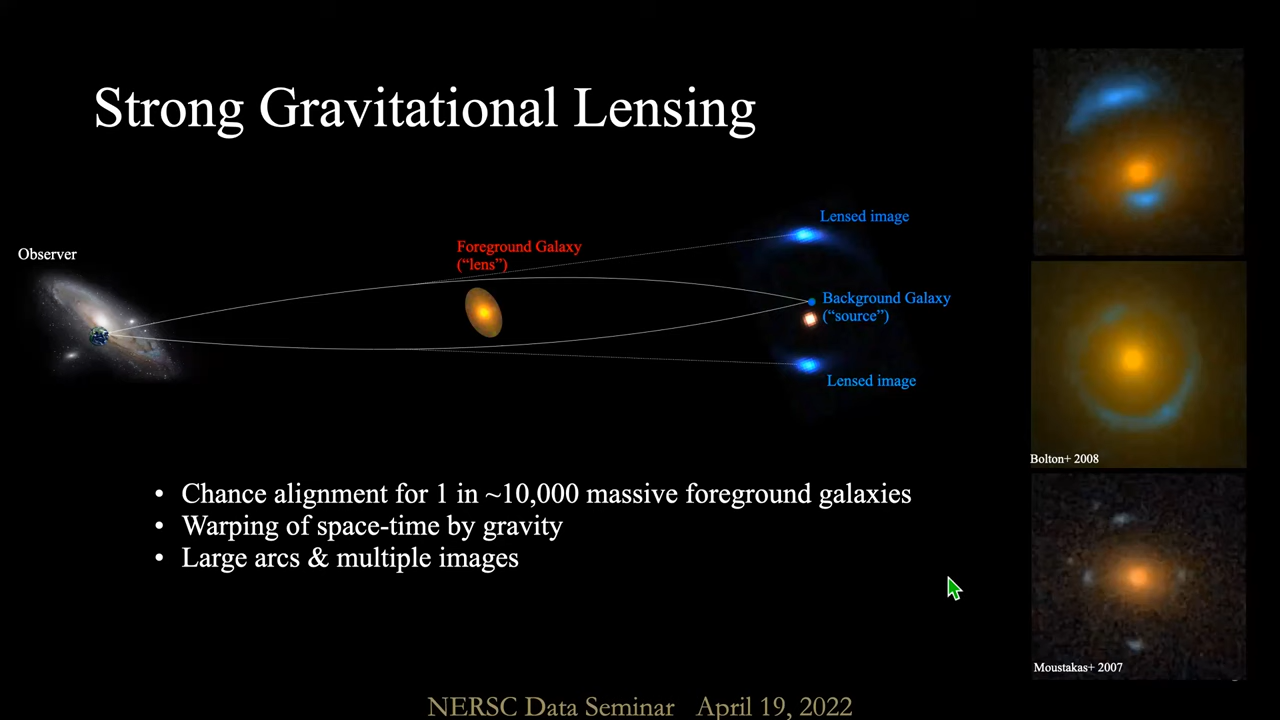 Strong Gravitational Lensing
Observer
Foreground Galaxy
(“lens”)
Lensed image
Background Galaxy
(“source”)
Lensed image
• Chance alignment for 1 in ~10,000 massive foreground galaxies
• Warping of space-time by gravity
• Large arcs & multiple images
Bolton+ 2008
Moustakas+ 2007
NERSC Data Seminar April 19, 2022